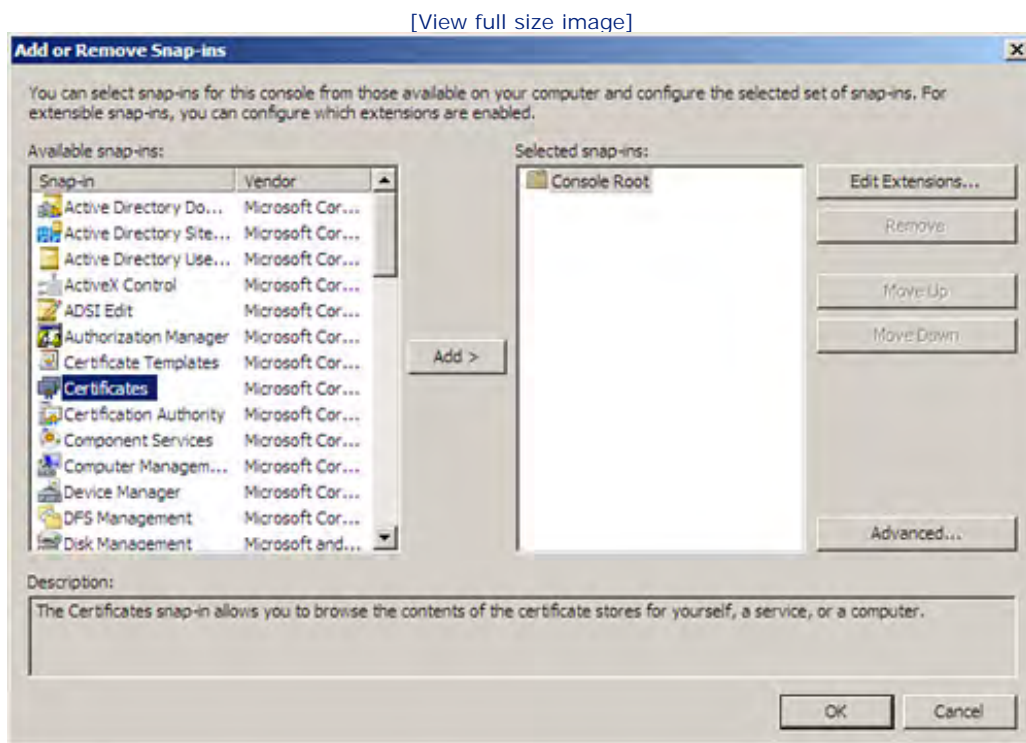 [View full size image]
Add or Remove Snap-ins
You can select snap-ins for this console from those available on your computer and configure the selected set of snap-ins. For
extensible snap-ins, you can configure which extensions are enabled.
Available snap-ins:
Snap-in Vendor
Active Directory Do... Microsoft Cor...
Active Directory Site... Microsoft Cor...
Active Directory Use... Microsoft Cor...
ActiveX Control Microsoft Cor...
ADSI Edit Microsoft Cor...
Authorization Manager Microsoft Cor...
Certificate Templates Microsoft Cor...
Certificates Microsoft Cor...
Certification Authority Microsoft Cor...
Component Services Microsoft Cor...
Computer Managem... Microsoft Cor...
Device Manager Microsoft Cor...
DFS Management Microsoft Cor...
Disk Management Microsoft and...
Add >
Selected snap-ins:
Console Root
Edit Extensions...
Remove
Move Up
Move Down
Advanced...
Description:
The Certificates snap-in allows you to browse the contents of the certificate stores for yourself, a service, or a computer.
OK Cancel